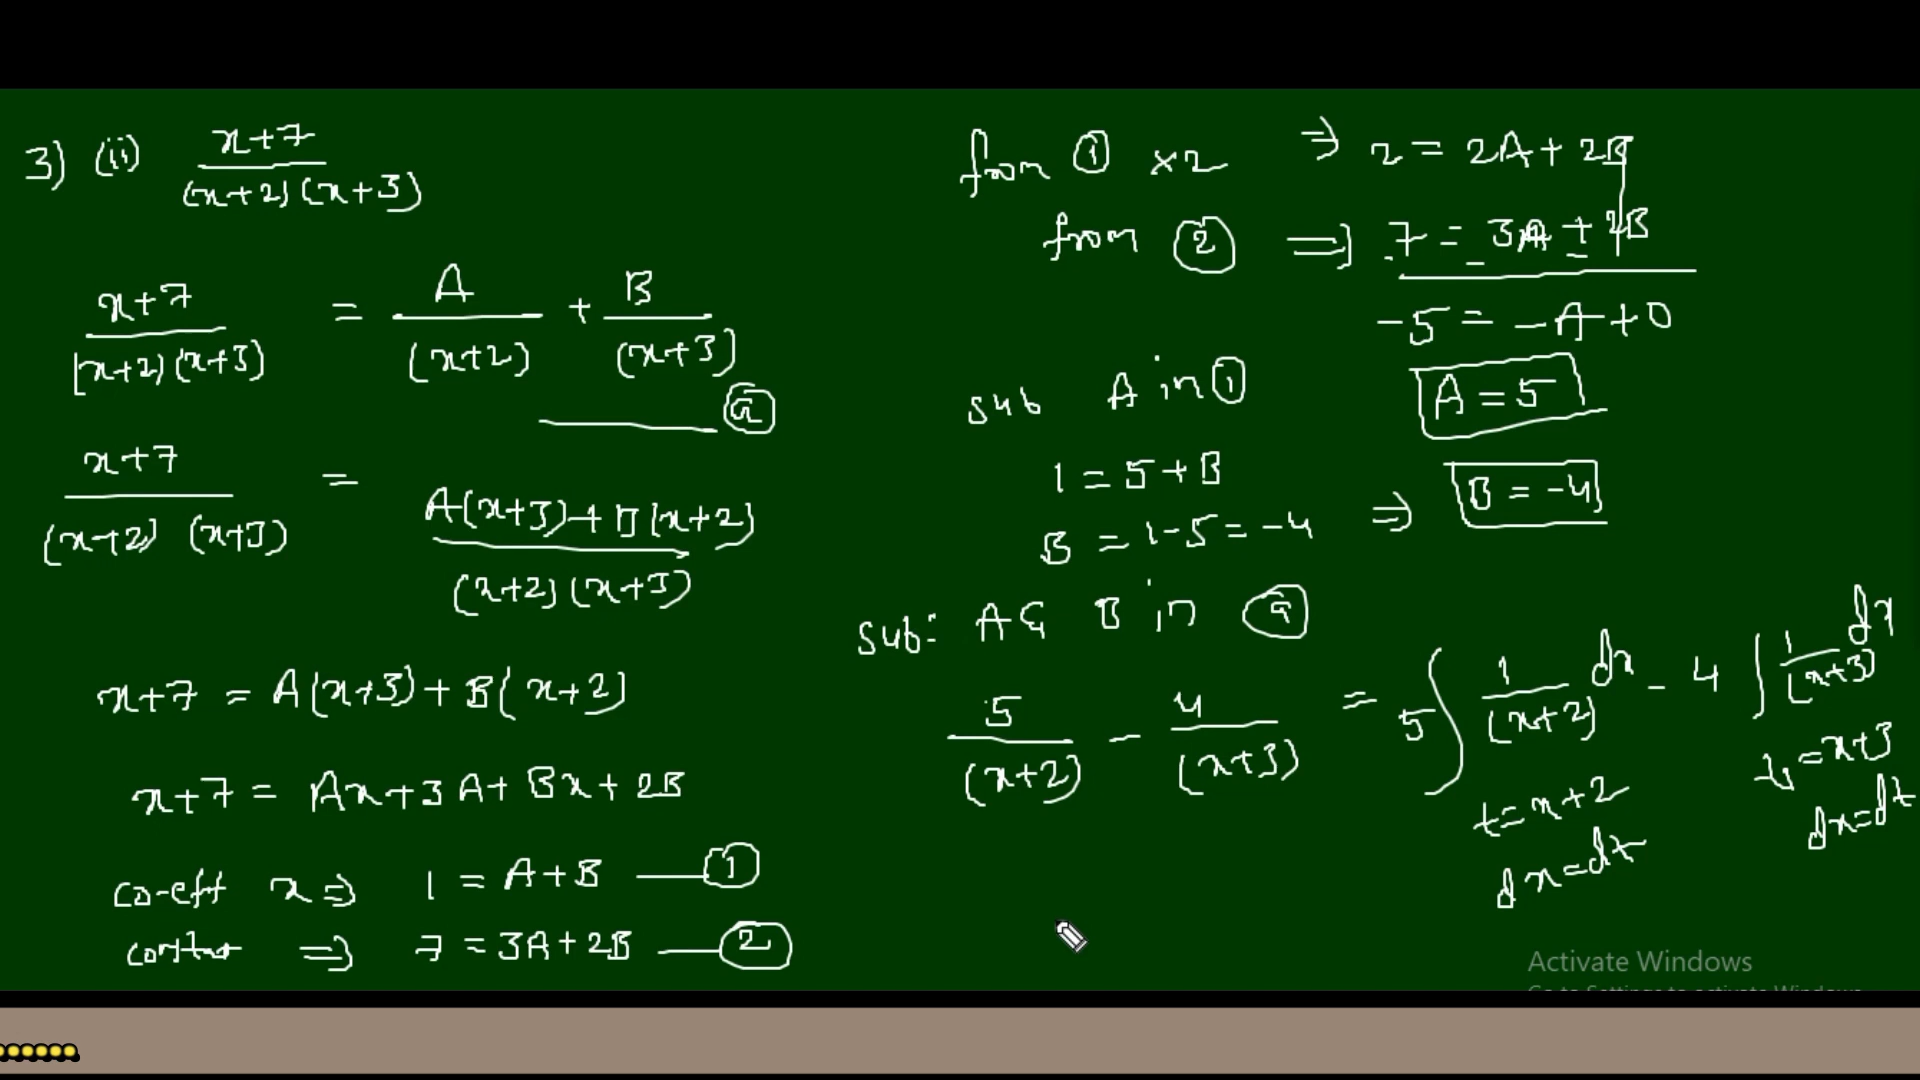 3) (ii) x+7 / (x+2)(x+3)
x+7 / (x+2)(x+3) = A / (x+2) + B / (x+3) — (a)
x+7 / (x+2) (x+3) = A(x+3)+B(x+2) / (x+2)(x+3)
x+7 = A(x+3)+B(x+2)
x+7 = Ax+3A+Bx+2B
co-eff x ⇒ 1 = A+B — (1)
⇒ 7 = 3A+2B — (2)
from (1) ×2 ⇒ 2 = 2A+2B
from (2) ⇒ 7 = 3A+2B
-5 = -A+0
A = 5
sub A in (1)
1 = 5+B
B = 1-5 = -4 ⇒ B = -4
sub: A & B in (a)
5 / (x+2) - 4 / (x+3) = 5 ∫ 1 / (x+2) dx - 4 ∫ 1 / (x+3) dx
t = x+2
dx = dt
= x+3
dx = dt
Activate Windows